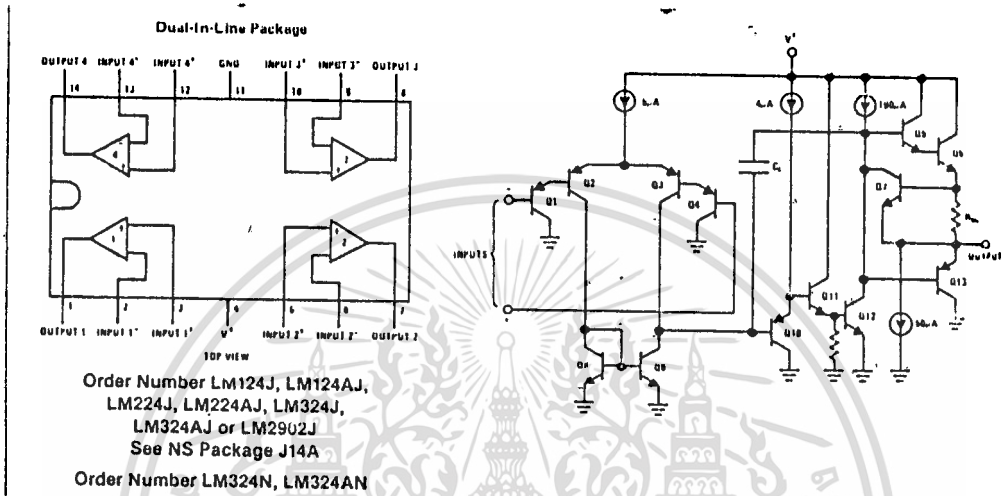 Dual-In-Line Package
OUTPUT 4 INPUT 4⁻ INPUT 4⁺ GND INPUT 3⁺ INPUT 3⁻ OUTPUT 3
14 13 12 11 10 9 8
4 3
1 2
1 2 3 4 5 6 7
OUTPUT 1 INPUT 1⁻ INPUT 1⁺ V⁺ INPUT 2⁺ INPUT 2⁻ OUTPUT 2
TOP VIEW
Order Number LM124J, LM124AJ,
LM224J, LM224AJ, LM324J,
LM324AJ or LM2902J
See NS Package J14A
Order Number LM324N, LM324AN
V⁺
6μA
4μA
100μA
Q5
Q6
Q2
Q3
Q1
Q4
Q7
INPUTS
OUTPUT
Q11
Q13
Q10
Q12
50μA
Q8